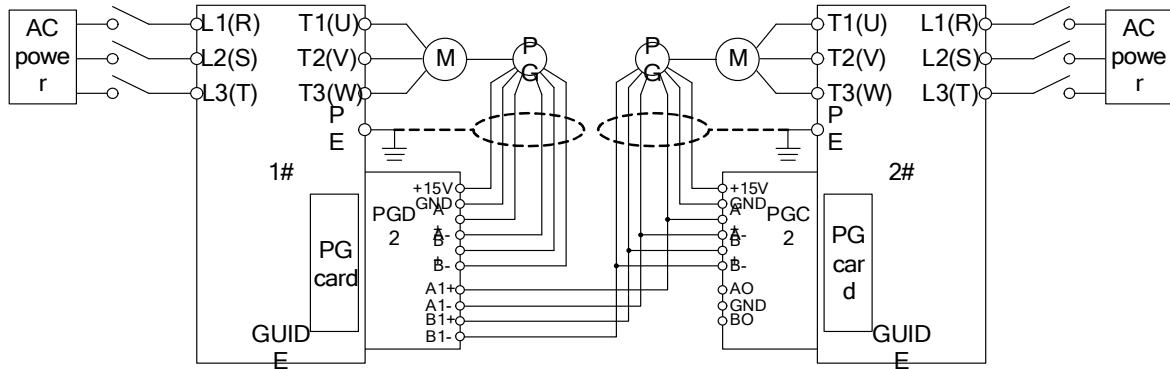 AC
powe
r
L1(R)
L2(S)
L3(T)
T1(U)
T2(V)
T3(W)
P
E
M
P
G
1#
PG
card
GUID
E
PGD
2
+15V
GND
A
+
A-
B
+
B-
A1+
A1-
B1+
B1-
P
G
M
T1(U)
T2(V)
T3(W)
P
E
L1(R)
L2(S)
L3(T)
AC
powe
r
2#
PGC
2
+15V
GND
A
+
A-
B
+
B-
AO
GND
BO
PG
car
d
GUID
E